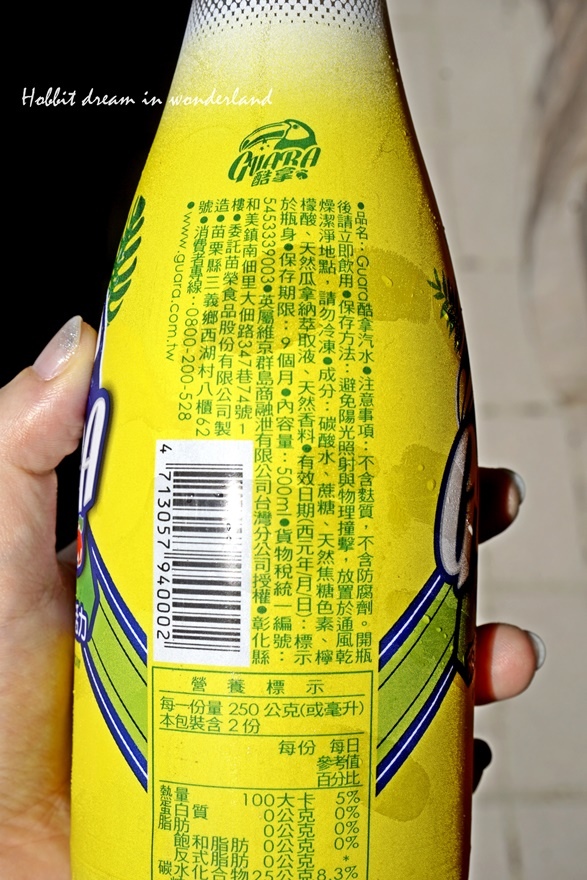 Hobbit dream in wonderland
GUARA
酷拿
●品名：Guara酷拿汽水●注意事項：不含麩質，不含防腐劑。開瓶
後請立即飲用●保存方法：避免陽光照射與物理撞擊，放置於通風乾
燥潔淨地點，請勿冷凍●成分：碳酸水、蔗糖、天然焦糖色素、檸
檬酸、天然瓜拿納萃取液、天然香料●有效日期(西元年/月/日)：標示
於瓶身●保存期限：9個月●內容量：500ml●貨物稅統一編號：
5453339003●英屬維京群島商融泄有限公司台灣分公司授權●彰化縣
和美鎮南佃里大佃路347巷74號1
樓●委託苗榮食品股份有限公司製
造●苗栗縣三義鄉西湖村八櫃62
號●消費者專線：0800-200-528
●www.guara.com.tw
4 713057 940002
營養標示
每一份量 250 公克(或毫升)
本包裝含 2 份
每份 每日
參考值
百分比
熱量 100大卡 5%
蛋白質 0公克 0%
脂肪 0公克 0%
飽和脂肪 0公克 0%
反式脂肪 0公克 *
碳水化合物 25公克 8.3%